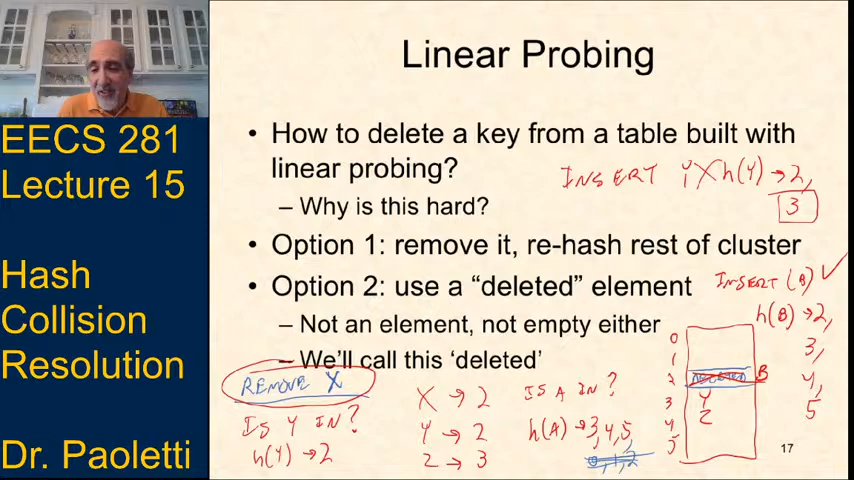 EECS 281
Lecture 15
Hash
Collision
Resolution
Dr. Paoletti
Linear Probing
• How to delete a key from a table built with
linear probing?
INSERT Y h(Y) → 2,
3
– Why is this hard?
• Option 1: remove it, re-hash rest of cluster
• Option 2: use a “deleted” element
INSERT (B) ✓
– Not an element, not empty either
h(B) → 2,
3,
4,
5
– We’ll call this ‘deleted’
REMOVE X
IS Y IN?
h(Y) → 2
X → 2
Y → 2
Z → 3
IS A IN?
h(A) → 3, 4, 5,
0, 1, 2
0
1
2 DELETED B
3 Y
4 Z
5
17